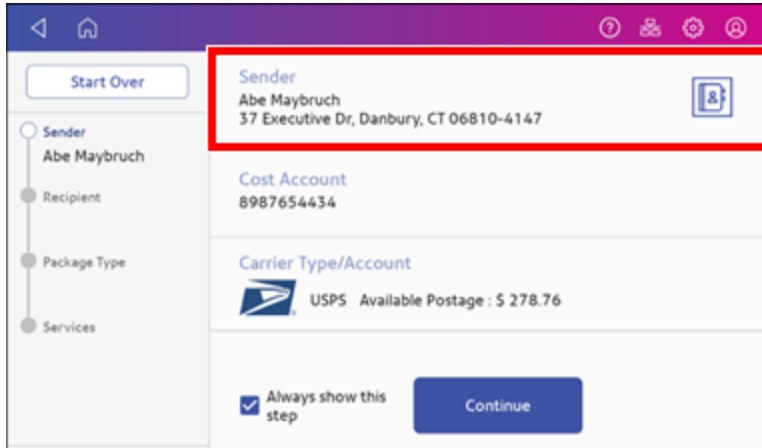 Start Over
Sender
Abe Maybruch
Recipient
Package Type
Services
Sender
Abe Maybruch
37 Executive Dr, Danbury, CT 06810-4147
Cost Account
8987654434
Carrier Type/Account
USPS Available Postage : $ 278.76
Always show this
step
Continue